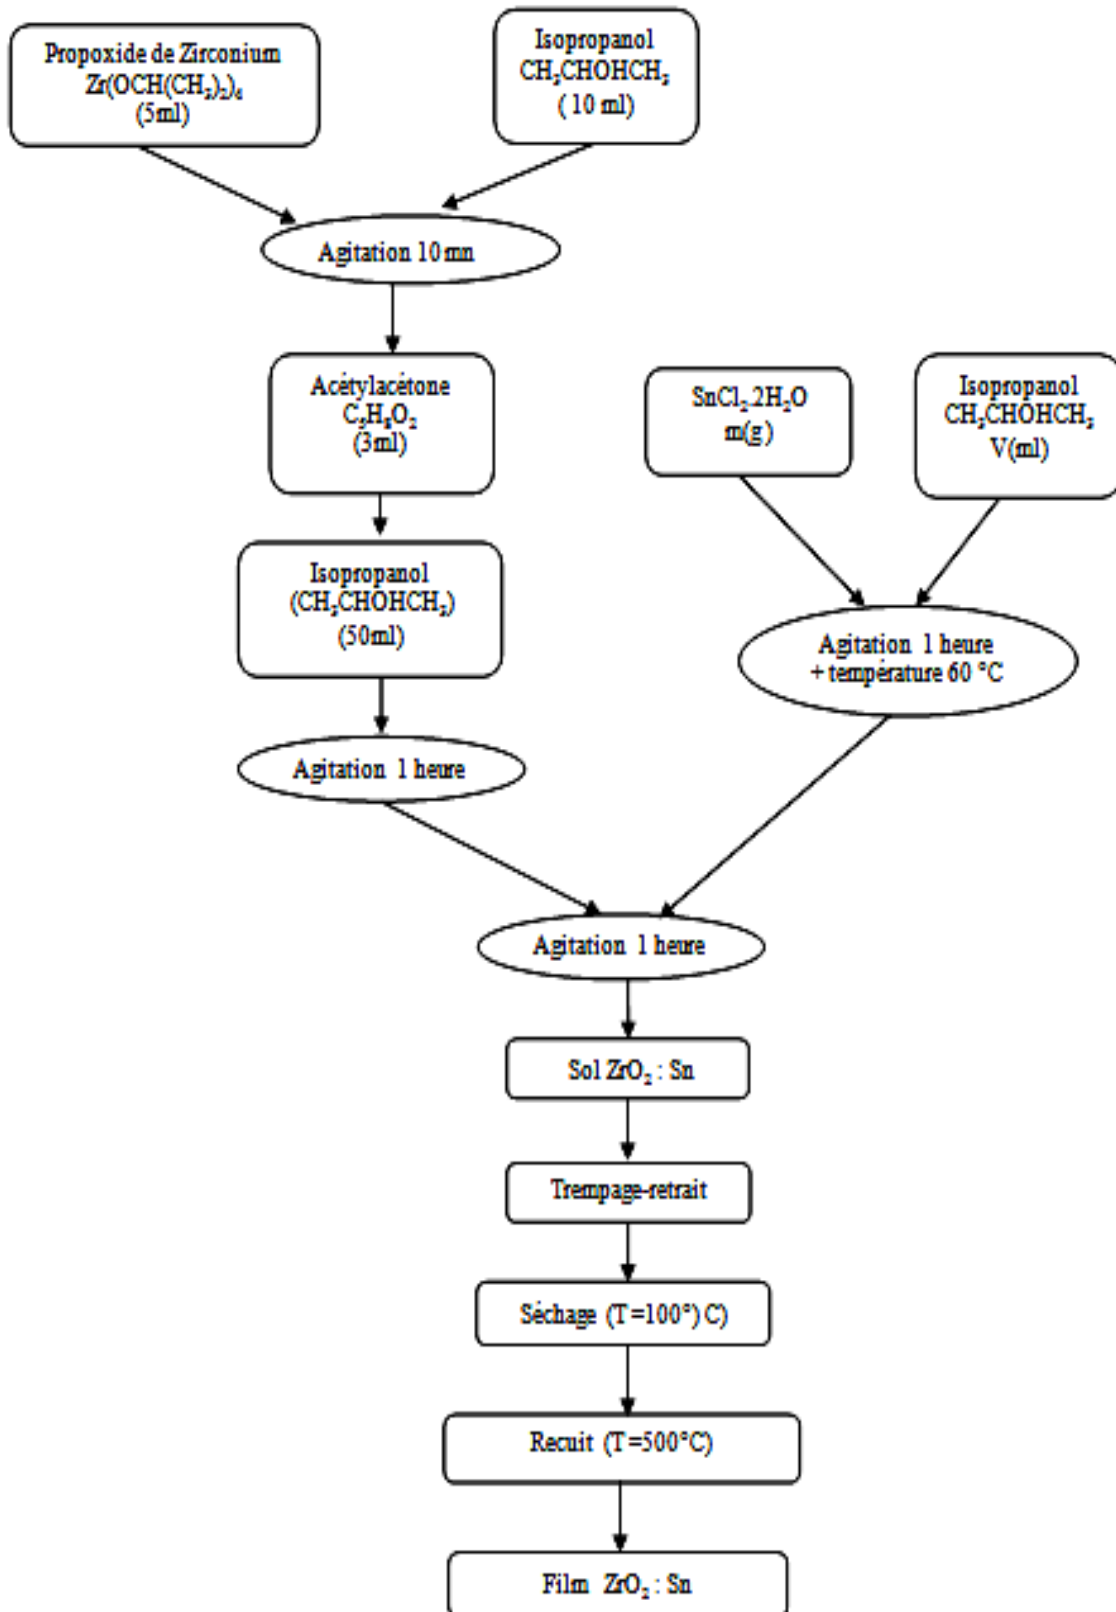 Propoxide de Zirconium
Zr(OCH(CH₃)₂)₄
(5ml)
Isopropanol
CH₃CHOHCH₃
( 10 ml)
Agitation 10 mn
Acétylacétone
C₅H₈O₂
(3ml)
SnCl₂.2H₂O
m(g)
Isopropanol
CH₃CHOHCH₃
V(ml)
Isopropanol
(CH₃CHOHCH₃)
(50ml)
Agitation 1 heure
+ température 60 °C
Agitation 1 heure
Agitation 1 heure
Sol ZrO₂ : Sn
Trempage-retrait
Séchage (T=100°) C)
Recuit (T=500°C)
Film ZrO₂ : Sn